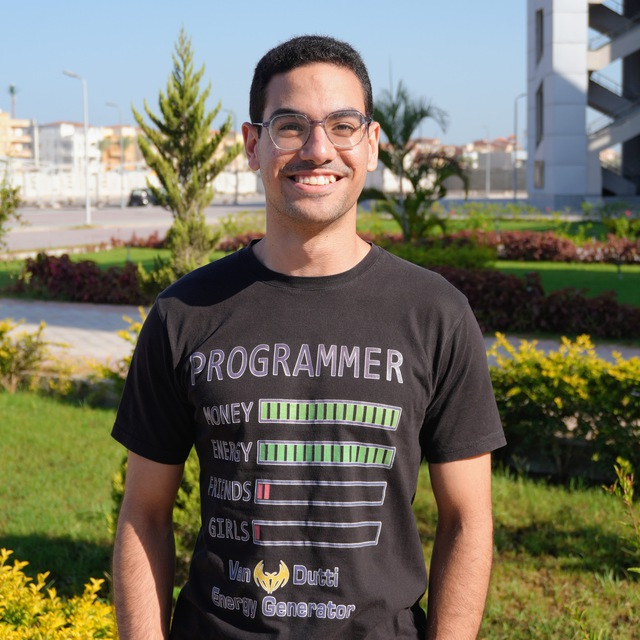 PROGRAMMER
MONEY
ENERGY
FRIENDS
GIRLS
Van Dutti
Energy Generator